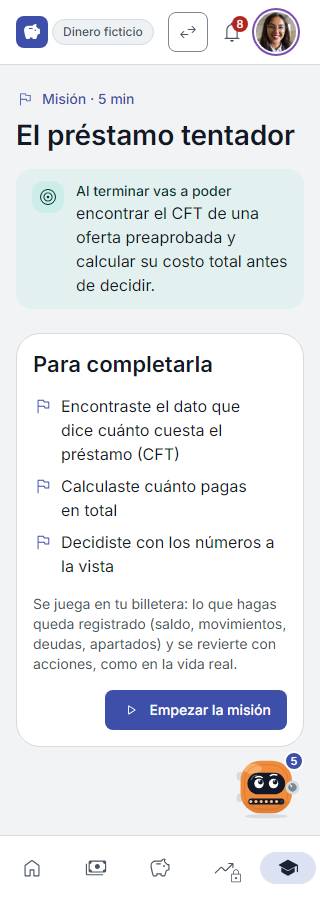 Dinero ficticio
8
Misión · 5 min
El préstamo tentador
Al terminar vas a poder
encontrar el CFT de una
oferta preaprobada y
calcular su costo total antes
de decidir.
Para completarla
Encontraste el dato que
dice cuánto cuesta el
préstamo (CFT)
Calculaste cuánto pagas
en total
Decidiste con los números a
la vista
Se juega en tu billetera: lo que hagas
queda registrado (saldo, movimientos,
deudas, apartados) y se revierte con
acciones, como en la vida real.
Empezar la misión
5